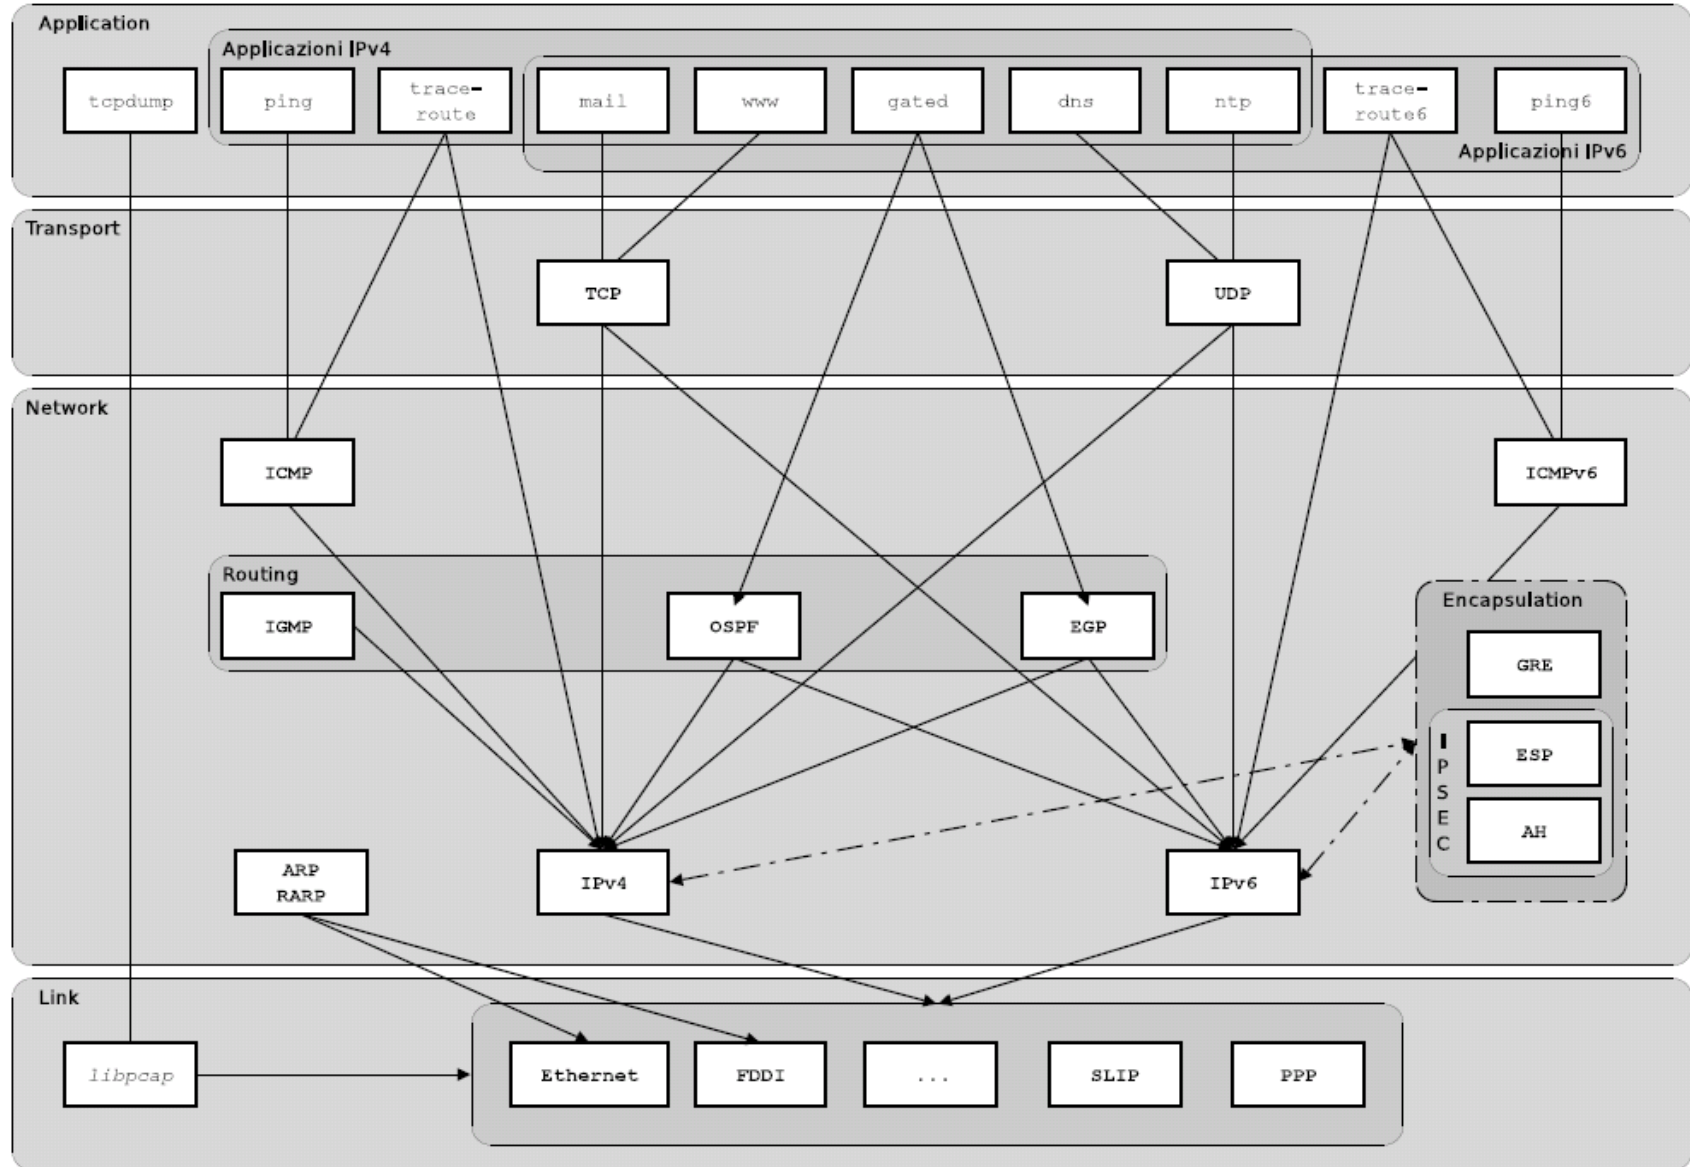 Application
Applicazioni IPv4
tcpdump
ping
trace-
route
mail
www
gated
dns
ntp
trace-
route6
ping6
Applicazioni IPv6
Transport
TCP
UDP
Network
ICMP
ICMPv6
Routing
IGMP
OSPF
EGP
Encapsulation
GRE
IPSEC
ESP
AH
ARP
RARP
IPv4
IPv6
Link
libpcap
Ethernet
FDDI
...
SLIP
PPP